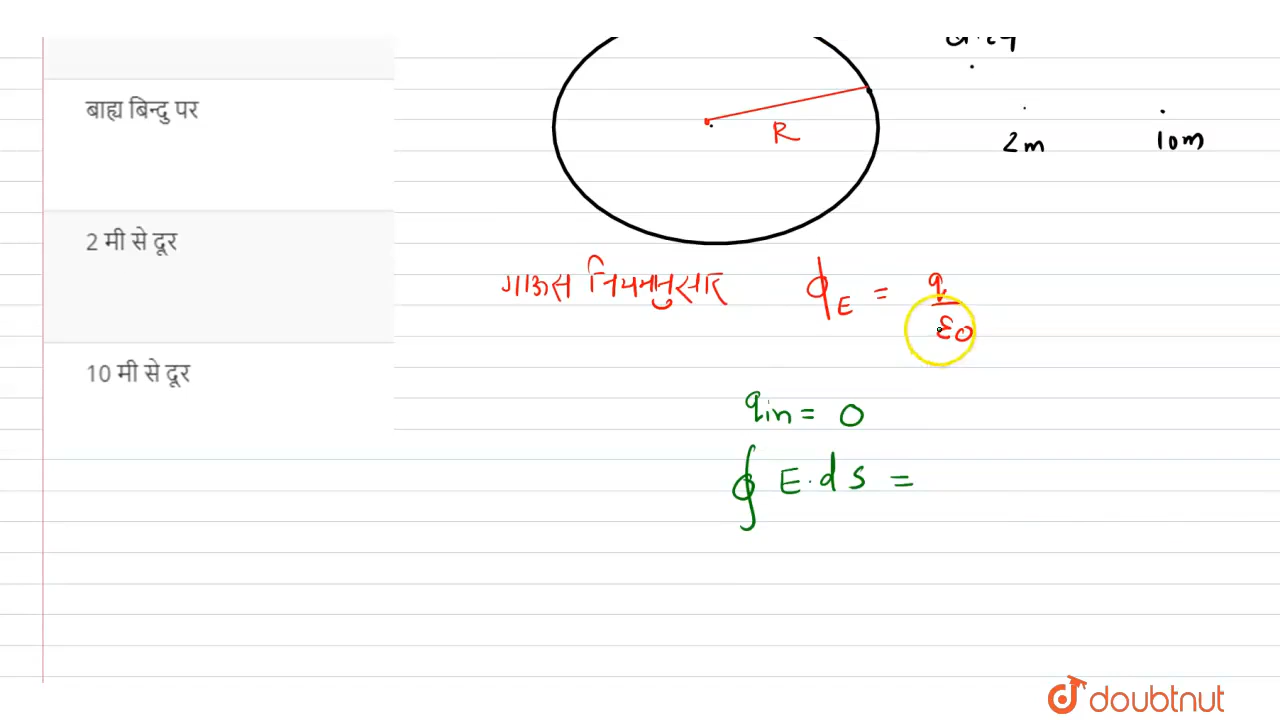 बाह्य बिन्दु पर
R
2m
10m
2 मी से दूर
गाऊस नियमानुसार ϕE = q/ε0
10 मी से दूर
qin = 0
∮ E.ds =
doubtnut